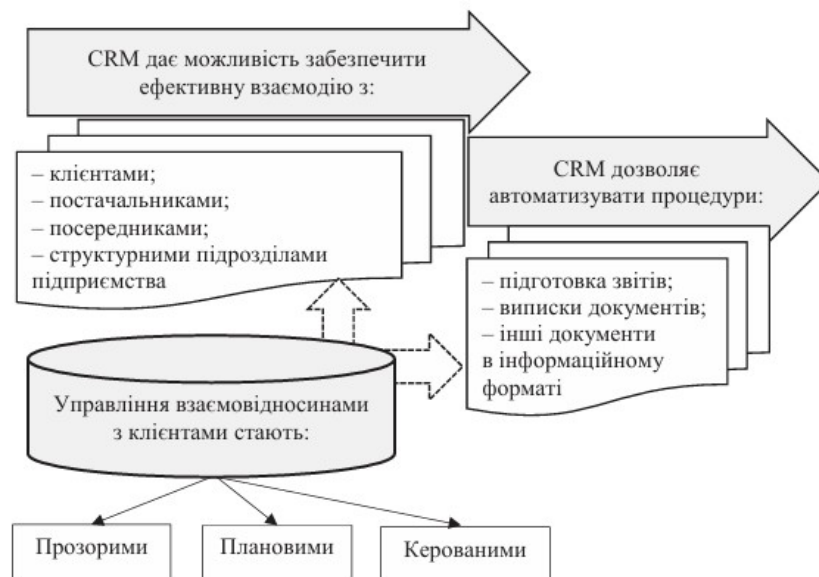 CRM дає можливість забезпечити
ефективну взаємодію з:
– клієнтами;
– постачальниками;
– посередниками;
– структурними підрозділами
підприємства
CRM дозволяє
автоматизувати процедури:
– підготовка звітів;
– виписки документів;
– інші документи
в інформаційному
форматі
Управління взаємовідносинами
з клієнтами стають:
Прозорими
Плановими
Керованими